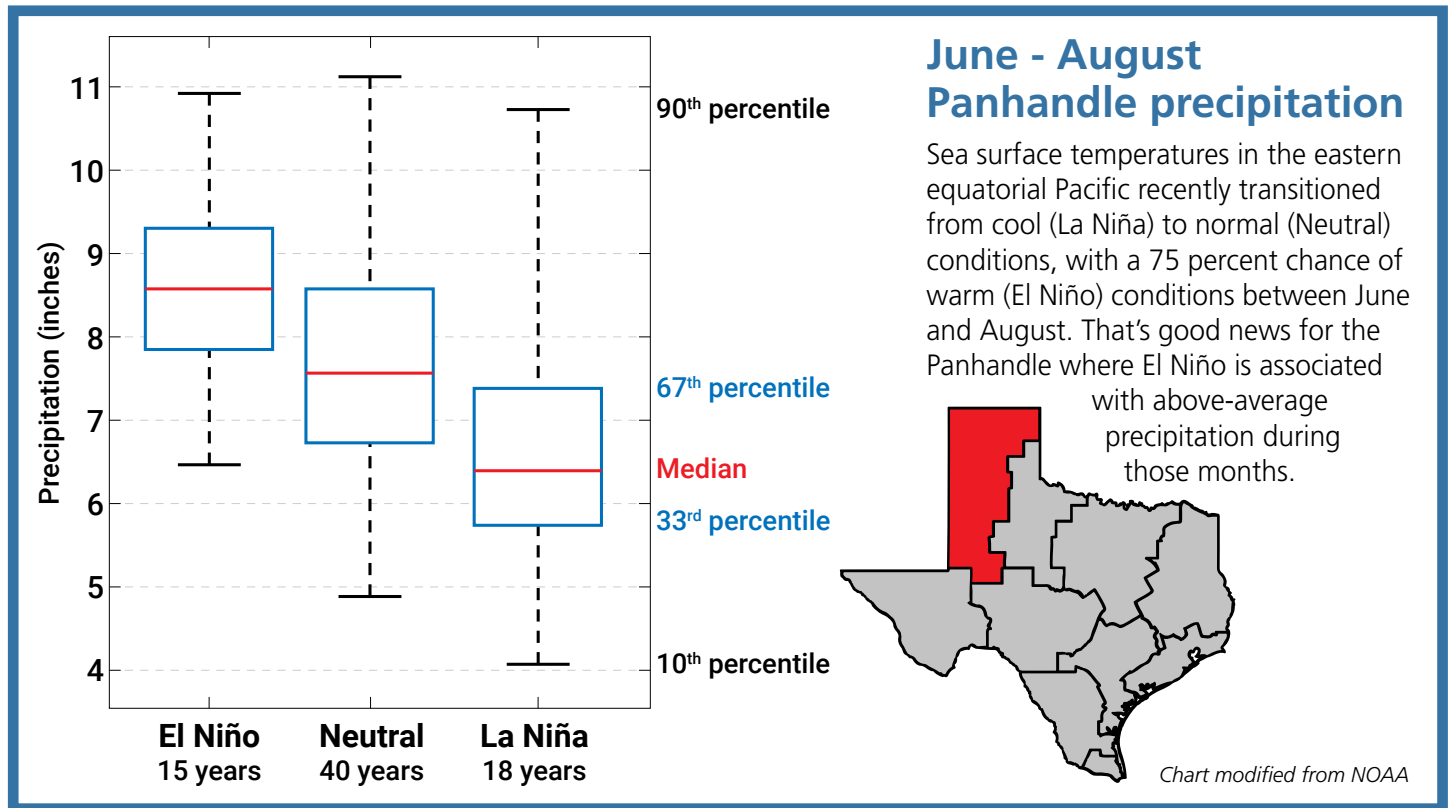 June - August
Panhandle precipitation
Sea surface temperatures in the eastern
equatorial Pacific recently transitioned
from cool (La Niña) to normal (Neutral)
conditions, with a 75 percent chance of
warm (El Niño) conditions between June
and August. That’s good news for the
Panhandle where El Niño is associated
with above-average
precipitation during
those months.
Precipitation (inches)
11
10
9
8
7
6
5
4
90th percentile
67th percentile
Median
33rd percentile
10th percentile
El Niño
15 years
Neutral
40 years
La Niña
18 years
Chart modified from NOAA